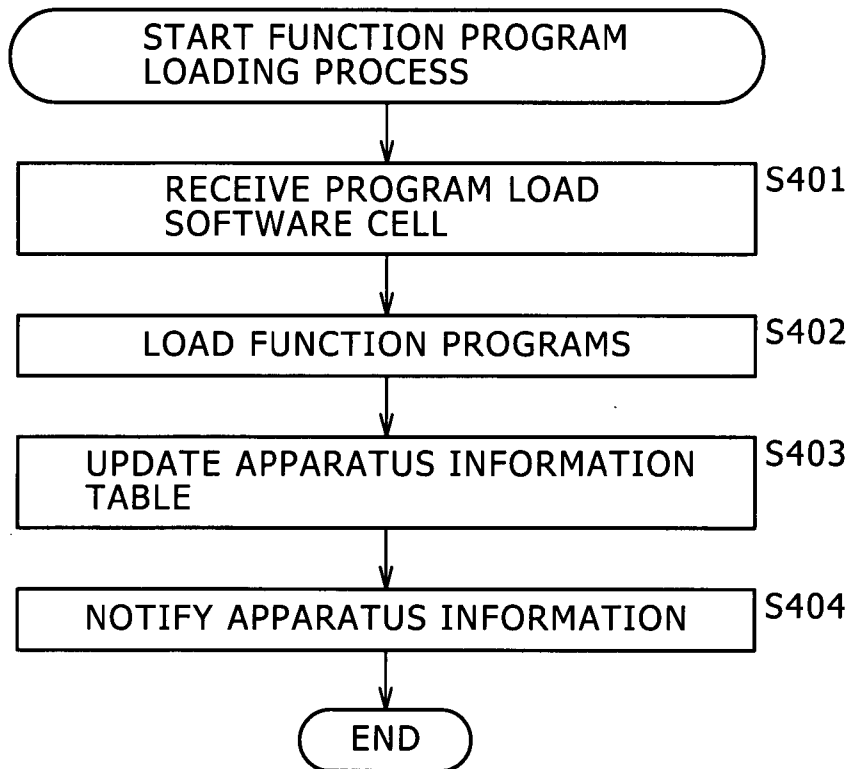 START FUNCTION PROGRAM
LOADING PROCESS
RECEIVE PROGRAM LOAD
SOFTWARE CELL
S401
LOAD FUNCTION PROGRAMS
S402
UPDATE APPARATUS INFORMATION
TABLE
S403
NOTIFY APPARATUS INFORMATION
S404
END